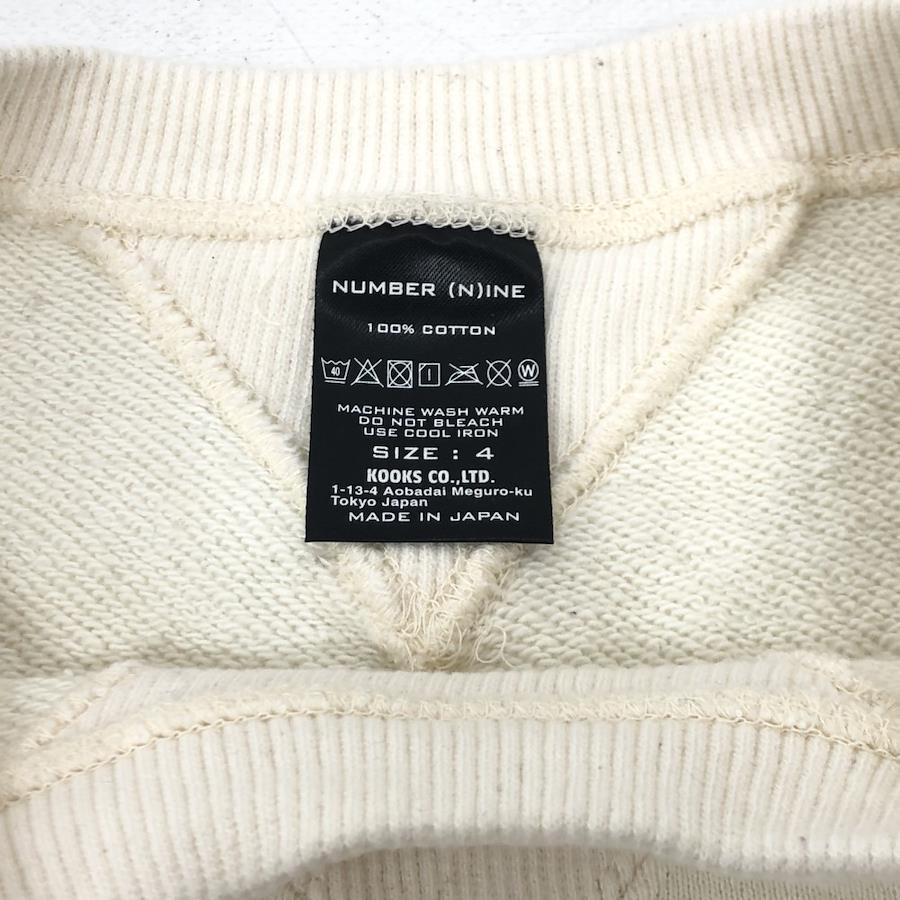 NUMBER (N)INE
100% COTTON
40 W
MACHINE WASH WARM
DO NOT BLEACH
USE COOL IRON
SIZE : 4
KOOKS CO.,LTD.
1-13-4 Aobadai Meguro-ku
Tokyo Japan
MADE IN JAPAN